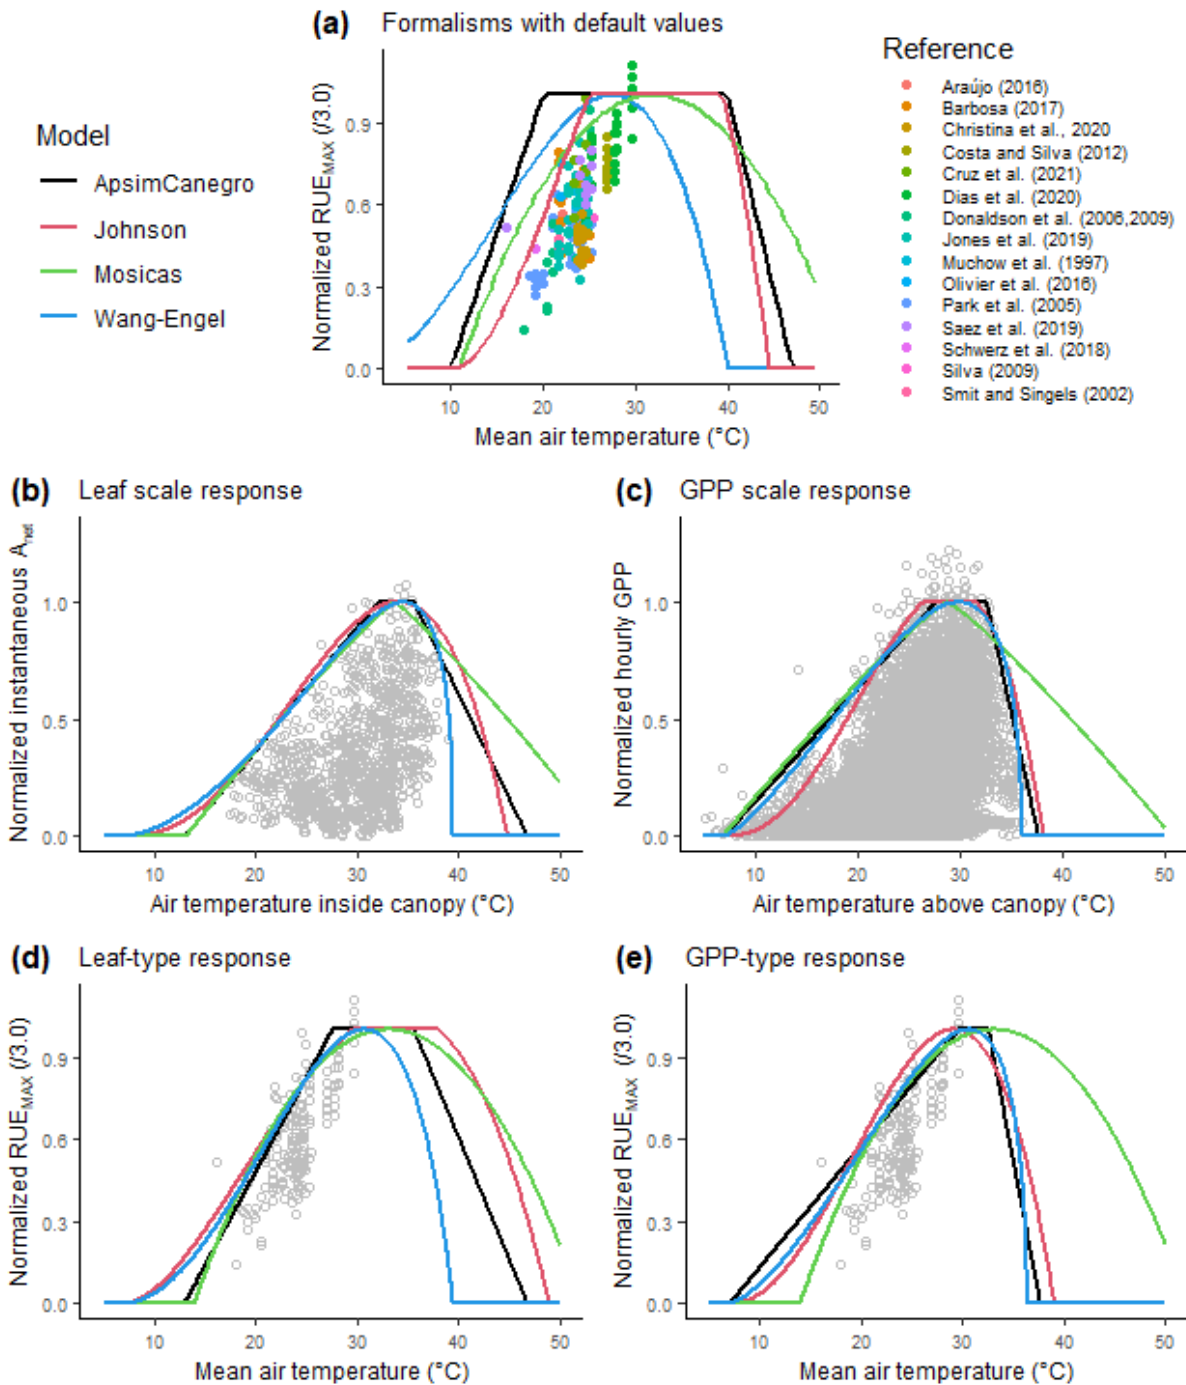 (a) Formalisms with default values
Model
ApsimCanegro
Johnson
Mosicas
Wang-Engel
Normalized RUEMAX (/3.0)
0.9
0.6
0.3
0.0
10 20 30 40 50
Mean air temperature (°C)
Reference
Araújo (2016)
Barbosa (2017)
Christina et al., 2020
Costa and Silva (2012)
Cruz et al. (2021)
Dias et al. (2020)
Donaldson et al. (2006,2009)
Jones et al. (2019)
Muchow et al. (1997)
Olivier et al. (2016)
Park et al. (2005)
Saez et al. (2019)
Schwerz et al. (2018)
Silva (2009)
Smit and Singels (2002)
(b) Leaf scale response
Normalized instantaneous Anet
1.0
0.5
0.0
10 20 30 40 50
Air temperature inside canopy (°C)
(c) GPP scale response
Normalized hourly GPP
1.0
0.5
0.0
10 20 30 40 50
Air temperature above canopy (°C)
(d) Leaf-type response
Normalized RUEMAX (/3.0)
0.9
0.6
0.3
0.0
10 20 30 40 50
Mean air temperature (°C)
(e) GPP-type response
Normalized RUEMAX (/3.0)
0.9
0.6
0.3
0.0
10 20 30 40 50
Mean air temperature (°C)